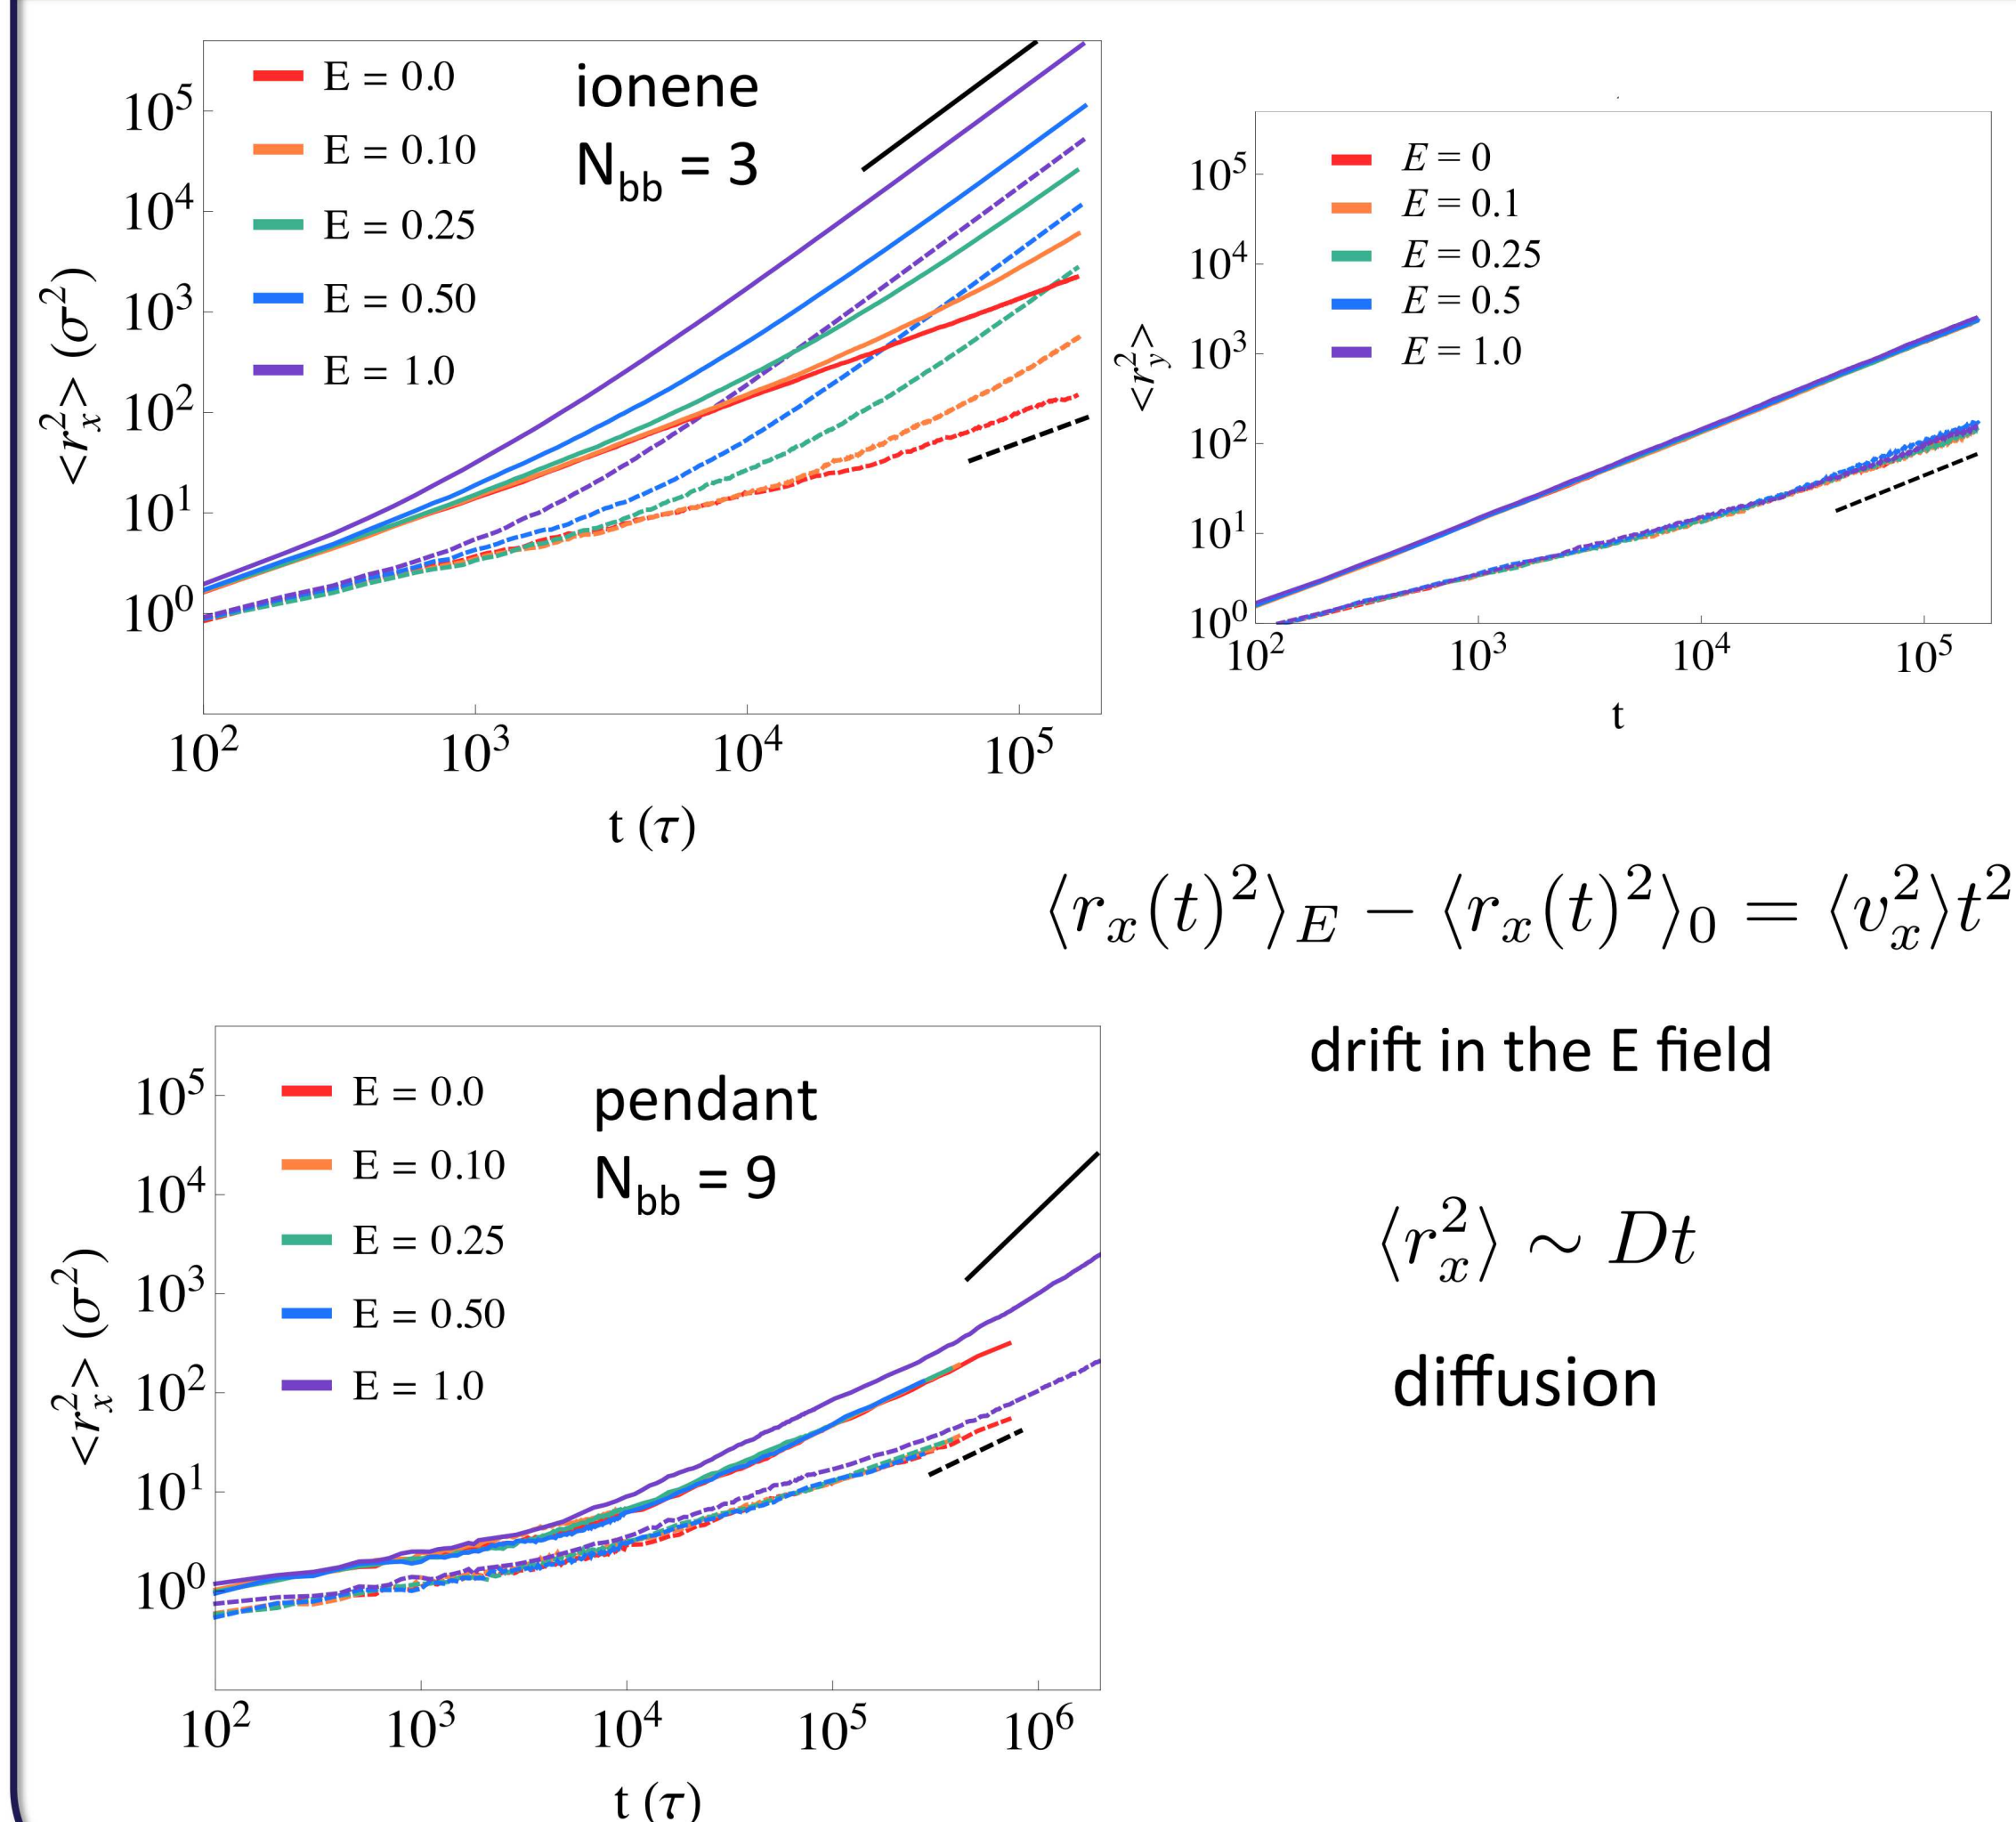 ionene
N_bb = 3
E = 0.0
E = 0.10
E = 0.25
E = 0.50
E = 1.0
<r_x^2> (σ^2)
10^5
10^4
10^3
10^2
10^1
10^0
10^2 10^3 10^4 10^5
t (τ)
E = 0
E = 0.1
E = 0.25
E = 0.5
E = 1.0
<r_y^2>
10^5
10^4
10^3
10^2
10^1
10^0
10^2 10^3 10^4 10^5
t
⟨r_x(t)^2⟩_E − ⟨r_x(t)^2⟩_0 = ⟨v_x^2⟩t^2
drift in the E field
⟨r_x^2⟩ ∼ Dt
diffusion
pendant
N_bb = 9
E = 0.0
E = 0.10
E = 0.25
E = 0.50
E = 1.0
<r_x^2> (σ^2)
10^5
10^4
10^3
10^2
10^1
10^0
10^2 10^3 10^4 10^5 10^6
t (τ)